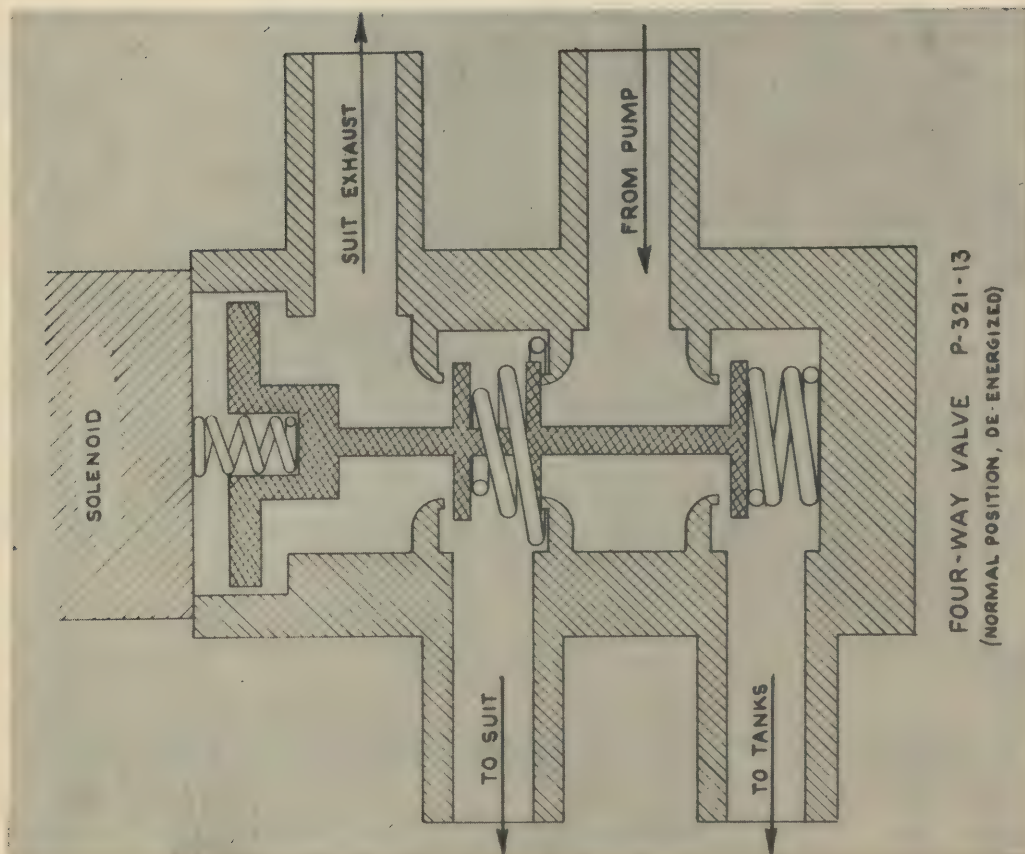 SOLENOID
SUIT EXHAUST
FROM PUMP
TO SUIT
TO TANKS
FOUR-WAY VALVE P-321-13
(NORMAL POSITION, DE-ENERGIZED)